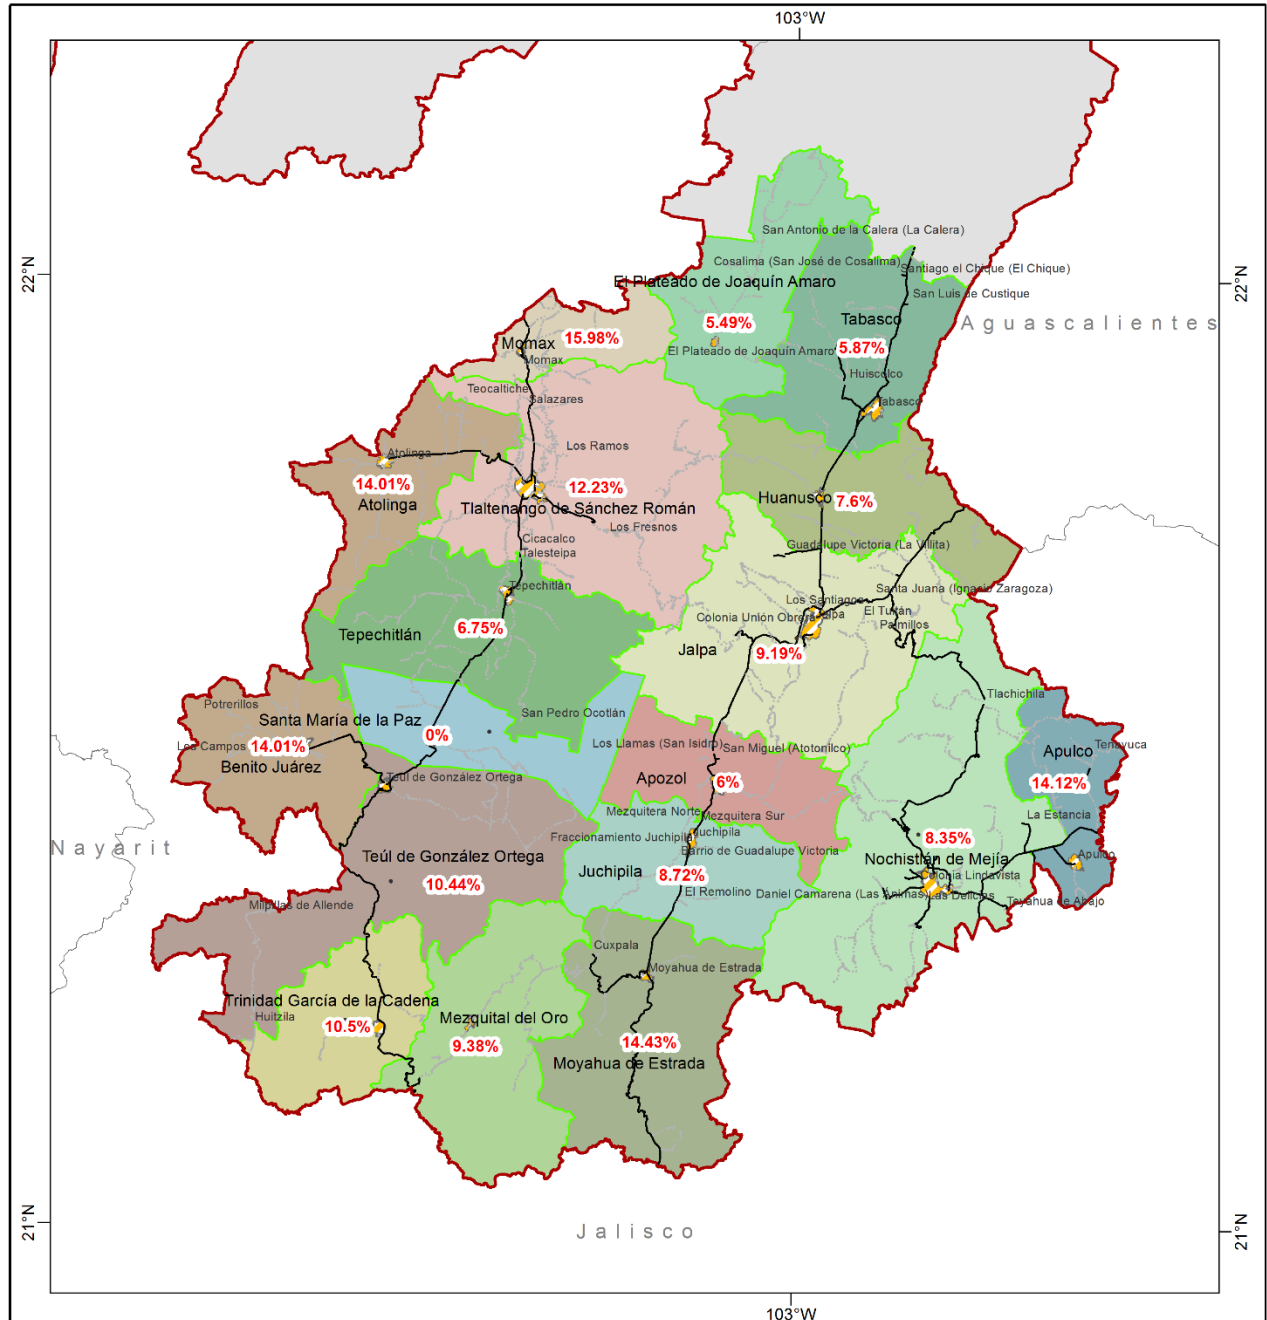 103°W
San Antonio de la Calera (La Calera)
Cosalima (San José de Cosalima)
Santiago el Chique (El Chique)
22°N
22°N
El Plateado de Joaquín Amaro
San Luis de Custique
Aguascalientes
5.49%
Tabasco
15.98%
Momax
Momax
El Plateado de Joaquín Amaro
5.87%
Huiscolco
Teocaltiche
Salazares
Tabasco
Los Ramos
Atolinga
14.01%
Atolinga
12.23%
Tlaltenango de Sánchez Román
Huanusco
7.6%
Los Fresnos
Cicacalco
Talesteipa
Guadalupe Victoria (La Villita)
Tepechitlán
Santa Juana (Ignacio Zaragoza)
Los Santiagos
El Tuitán
Colonia Unión Obrera
Jalpa
Palmillos
Tepechitlán
6.75%
Jalpa
9.19%
Tlachichila
Potrerillos
Santa María de la Paz
San Pedro Ocotlán
0%
Los Campos
14.01%
Benito Juárez
Los Llamas (San Isidro)
San Miguel (Atotonilco)
Apulco
Tenayuca
Teúl de González Ortega
Apozol
6%
14.12%
Mezquitera Norte
Mezquitera Sur
La Estancia
Nayarit
Fraccionamiento Juchipila
Juchipila
8.35%
Barrio de Guadalupe Victoria
Teúl de González Ortega
10.44%
Juchipila
8.72%
Nochistlán de Mejía
Apulco
Colonia Lindavista
El Remolino
Daniel Camarena (Las Ánimas)
Las Delicias
Teyahua de Abajo
Milpillas de Allende
Cuxpala
Moyahua de Estrada
Trinidad García de la Cadena
Huitzila
10.5%
Mezquital del Oro
9.38%
14.43%
Moyahua de Estrada
21°N
21°N
Jalisco
103°W